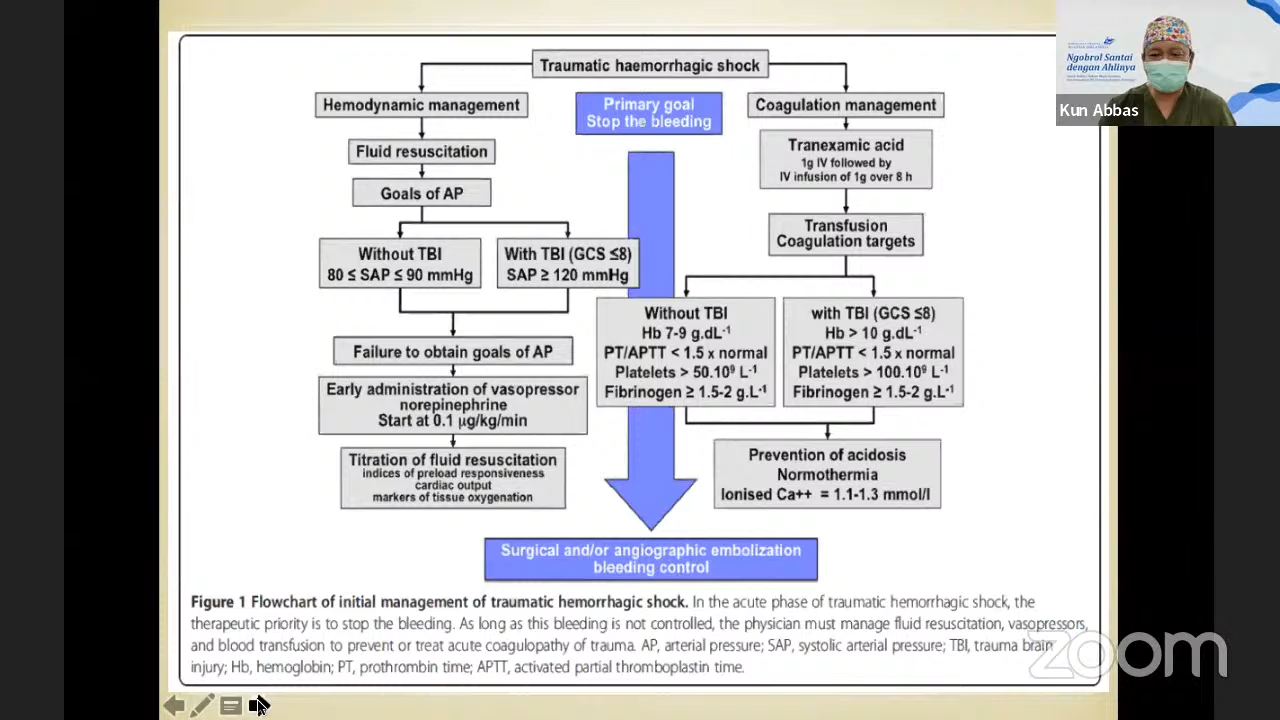 Traumatic haemorrhagic shock
Hemodynamic management
Primary goal
Stop the bleeding
Coagulation management
Fluid resuscitation
Goals of AP
Without TBI
80 ≤ SAP ≤ 90 mmHg
With TBI (GCS ≤8)
SAP ≥ 120 mmHg
Failure to obtain goals of AP
Early administration of vasopressor
norepinephrine
Start at 0.1 µg/kg/min
Titration of fluid resuscitation
indices of preload responsiveness
cardiac output
markers of tissue oxygenation
Tranexamic acid
1g IV followed by
IV infusion of 1g over 8 h
Transfusion
Coagulation targets
Without TBI
Hb 7-9 g.dL⁻¹
PT/APTT < 1.5 x normal
Platelets > 50.10⁹ L⁻¹
Fibrinogen ≥ 1.5-2 g.L⁻¹
with TBI (GCS ≤8)
Hb > 10 g.dL⁻¹
PT/APTT < 1.5 x normal
Platelets > 100.10⁹ L⁻¹
Fibrinogen ≥ 1.5-2 g.L⁻¹
Prevention of acidosis
Normothermia
Ionised Ca++ = 1.1-1.3 mmol/l
Surgical and/or angiographic embolization
bleeding control
Figure 1 Flowchart of initial management of traumatic hemorrhagic shock. In the acute phase of traumatic hemorrhagic shock, the
therapeutic priority is to stop the bleeding. As long as this bleeding is not controlled, the physician must manage fluid resuscitation, vasopressors,
and blood transfusion to prevent or treat acute coagulopathy of trauma. AP, arterial pressure; SAP, systolic arterial pressure; TBI, trauma brain
injury; Hb, hemoglobin; PT, prothrombin time; APTT, activated partial thromboplastin time.
Ngobrol Santai
dengan Ahlinya
Kun Abbas
zoom